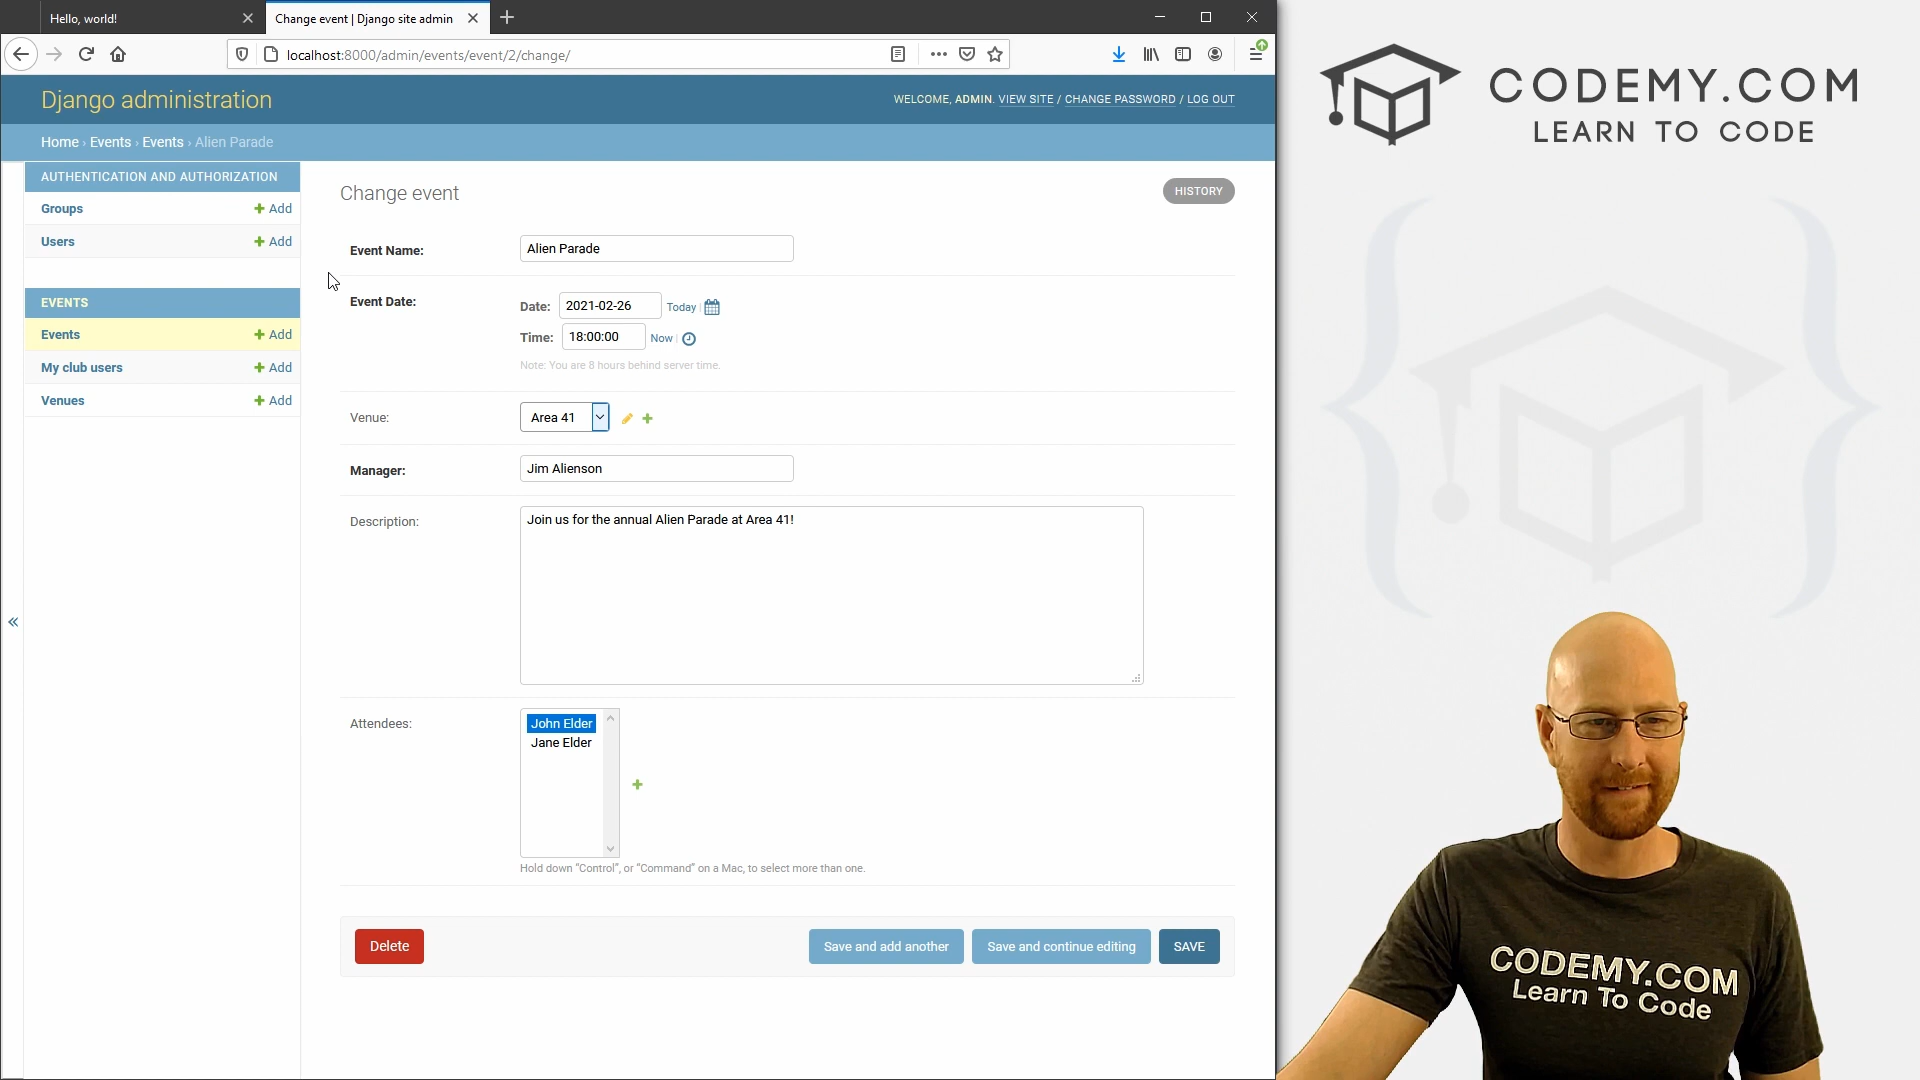 Hello, world!
Change event | Django site admin
localhost:8000/admin/events/event/2/change/
Django administration
WELCOME, ADMIN. VIEW SITE / CHANGE PASSWORD / LOG OUT
Home › Events › Events › Alien Parade
AUTHENTICATION AND AUTHORIZATION
Groups + Add
Users + Add
EVENTS
Events + Add
My club users + Add
Venues + Add
«
Change event
HISTORY
Event Name: Alien Parade
Event Date: Date: 2021-02-26 Today |
Time: 18:00:00 Now |
Note: You are 8 hours behind server time.
Venue: Area 41
Manager: Jim Alienson
Description: Join us for the annual Alien Parade at Area 41!
Attendees: John Elder
Jane Elder
Hold down “Control”, or “Command” on a Mac, to select more than one.
Delete
Save and add another
Save and continue editing
SAVE
CODEMY.COM
LEARN TO CODE
CODEMY.COM
Learn To Code